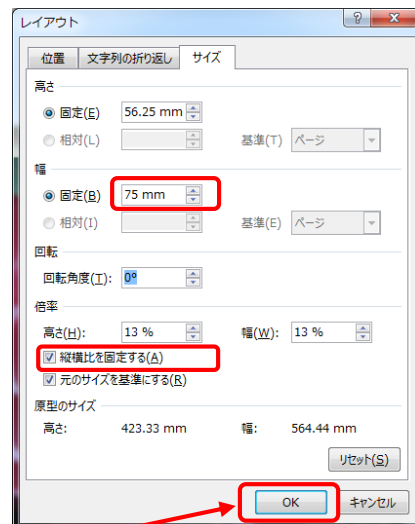 レイアウト
位置 文字列の折り返し サイズ
高さ
固定(E) 56.25 mm
相対(L) 基準(T) ページ
幅
固定(B) 75 mm
相対(I) 基準(E) ページ
回転
回転角度(T): 0°
倍率
高さ(H): 13 % 幅(W): 13 %
縦横比を固定する(A)
元のサイズを基準にする(R)
原型のサイズ
高さ: 423.33 mm 幅: 564.44 mm
リセット(S)
OK キャンセル